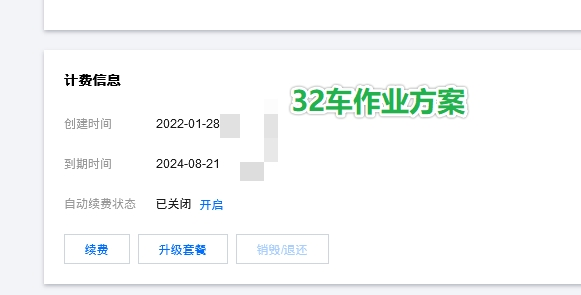 计费信息
32车作业方案
创建时间 2022-01-28
到期时间 2024-08-21
自动续费状态 已关闭 开启
续费 升级套餐 销毁/退还